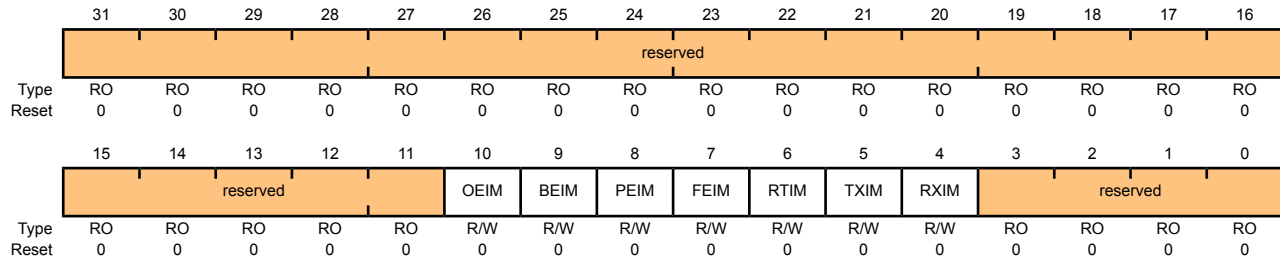 31 30 29 28 27 26 25 24 23 22 21 20 19 18 17 16
reserved
Type RO RO RO RO RO RO RO RO RO RO RO RO RO RO RO RO
Reset 0 0 0 0 0 0 0 0 0 0 0 0 0 0 0 0
15 14 13 12 11 10 9 8 7 6 5 4 3 2 1 0
reserved OEIM BEIM PEIM FEIM RTIM TXIM RXIM reserved
Type RO RO RO RO RO R/W R/W R/W R/W R/W R/W R/W RO RO RO RO
Reset 0 0 0 0 0 0 0 0 0 0 0 0 0 0 0 0